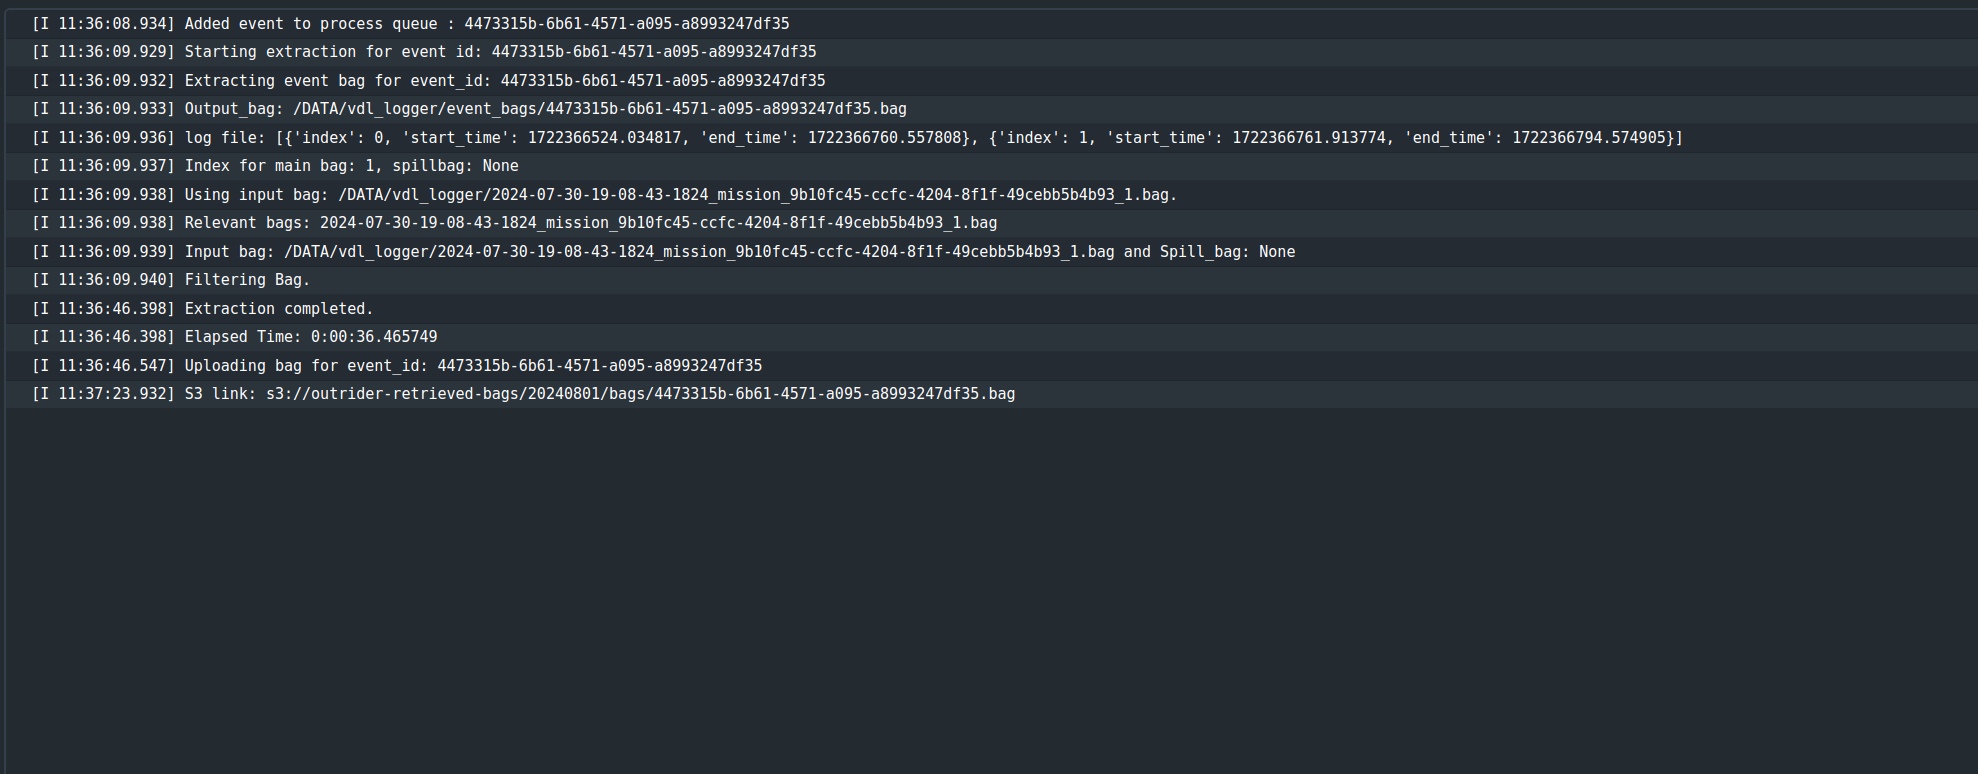 [I 11:36:08.934] Added event to process queue : 4473315b-6b61-4571-a095-a8993247df35
[I 11:36:09.929] Starting extraction for event id: 4473315b-6b61-4571-a095-a8993247df35
[I 11:36:09.932] Extracting event bag for event_id: 4473315b-6b61-4571-a095-a8993247df35
[I 11:36:09.933] Output_bag: /DATA/vdl_logger/event_bags/4473315b-6b61-4571-a095-a8993247df35.bag
[I 11:36:09.936] log file: [{'index': 0, 'start_time': 1722366524.034817, 'end_time': 1722366760.557808}, {'index': 1, 'start_time': 1722366761.913774, 'end_time': 1722366794.574905}]
[I 11:36:09.937] Index for main bag: 1, spillbag: None
[I 11:36:09.938] Using input bag: /DATA/vdl_logger/2024-07-30-19-08-43-1824_mission_9b10fc45-ccfc-4204-8f1f-49cebb5b4b93_1.bag.
[I 11:36:09.938] Relevant bags: 2024-07-30-19-08-43-1824_mission_9b10fc45-ccfc-4204-8f1f-49cebb5b4b93_1.bag
[I 11:36:09.939] Input bag: /DATA/vdl_logger/2024-07-30-19-08-43-1824_mission_9b10fc45-ccfc-4204-8f1f-49cebb5b4b93_1.bag and Spill_bag: None
[I 11:36:09.940] Filtering Bag.
[I 11:36:46.398] Extraction completed.
[I 11:36:46.398] Elapsed Time: 0:00:36.465749
[I 11:36:46.547] Uploading bag for event_id: 4473315b-6b61-4571-a095-a8993247df35
[I 11:37:23.932] S3 link: s3://outrider-retrieved-bags/20240801/bags/4473315b-6b61-4571-a095-a8993247df35.bag